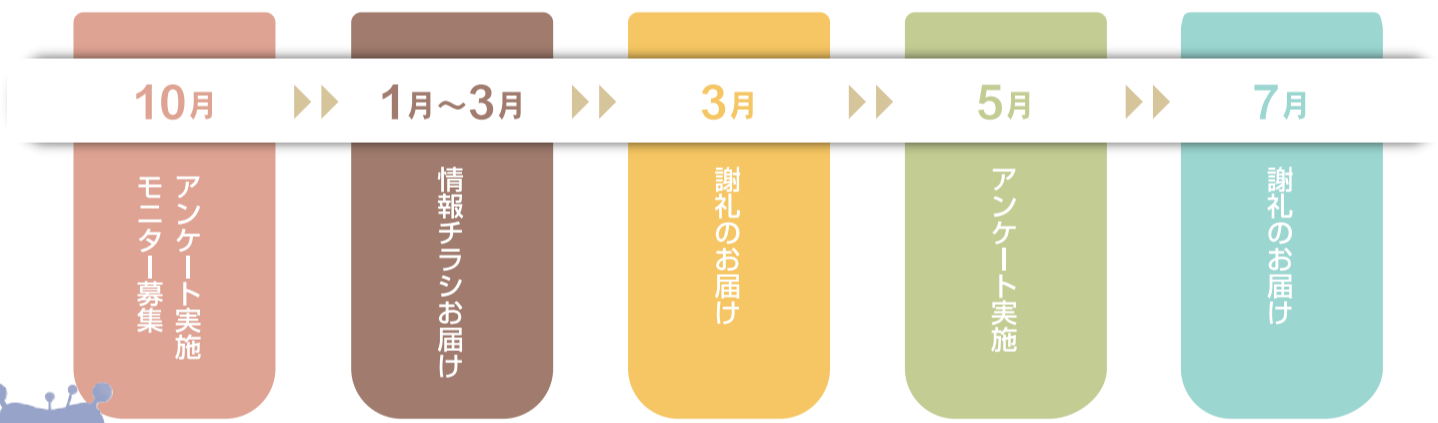 10月
アンケート実施
モニター募集
1月～3月
情報チラシお届け
3月
謝礼のお届け
5月
アンケート実施
7月
謝礼のお届け